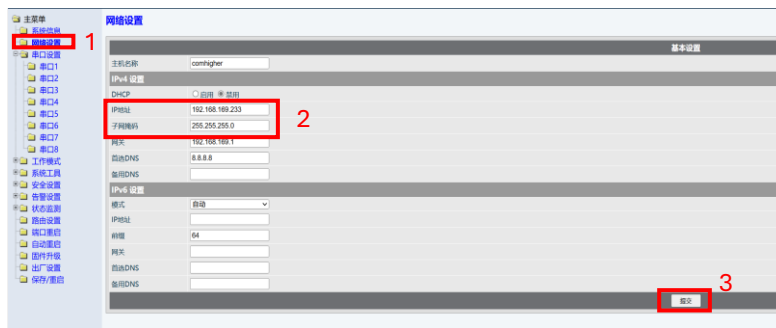 主菜单
系统信息
网络设置
串口设置
串口1
串口2
串口3
串口4
串口5
串口6
串口7
串口8
工作模式
系统工具
安全设置
告警设置
状态监测
路由设置
端口重启
自动重启
固件升级
出厂设置
保存/重启
1
网络设置
基本设置
主机名称 comhigher
IPv4 设置
DHCP 启用 禁用
IP地址 192.168.169.233
子网掩码 255.255.255.0
2
网关 192.168.169.1
首选DNS 8.8.8.8
备用DNS
IPv6 设置
模式 自动
IP地址
前缀 64
网关
首选DNS
备用DNS
3
提交